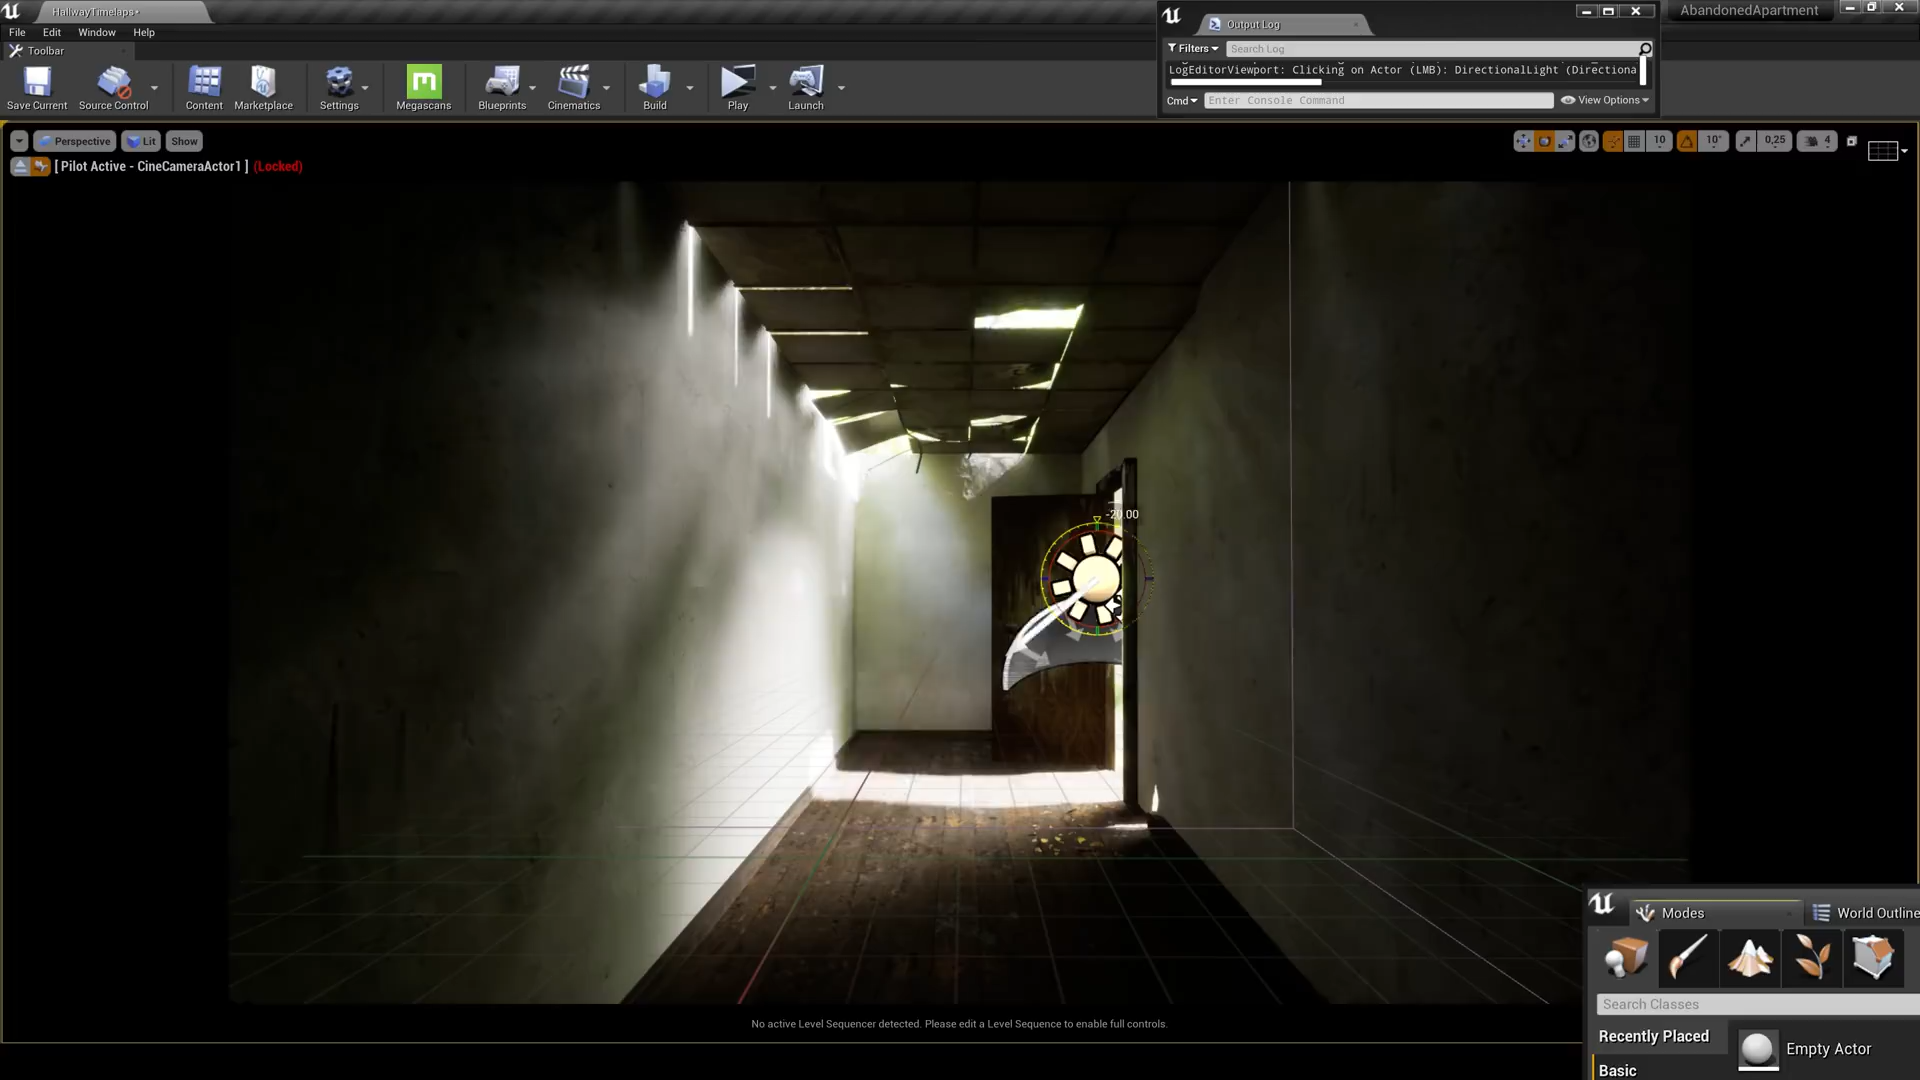 HallwayTimelaps•
Output Log
AbandonedApartment
File Edit Window Help
Toolbar
Filters Search Log
LogEditorViewport: Clicking on Actor (LMB): DirectionalLight (Directiona
Cmd Enter Console Command View Options
Save Current Source Control Content Marketplace Settings Megascans Blueprints Cinematics Build Play Launch
Perspective Lit Show
10 10° 0,25 4
[ Pilot Active - CineCameraActor1 ] (Locked)
-20.00
No active Level Sequencer detected. Please edit a Level Sequence to enable full controls.
Modes World Outline
Search Classes
Recently Placed
Empty Actor
Basic